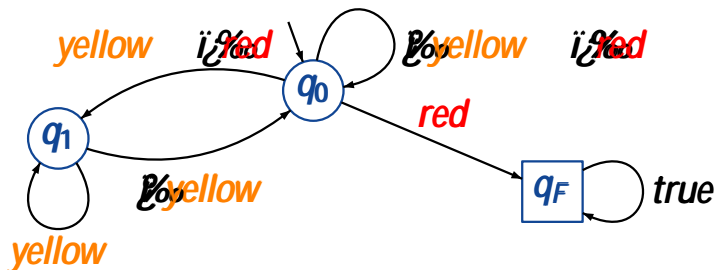 yellow red
q0
yellow red
red
q1
yellow
qF
true
yellow